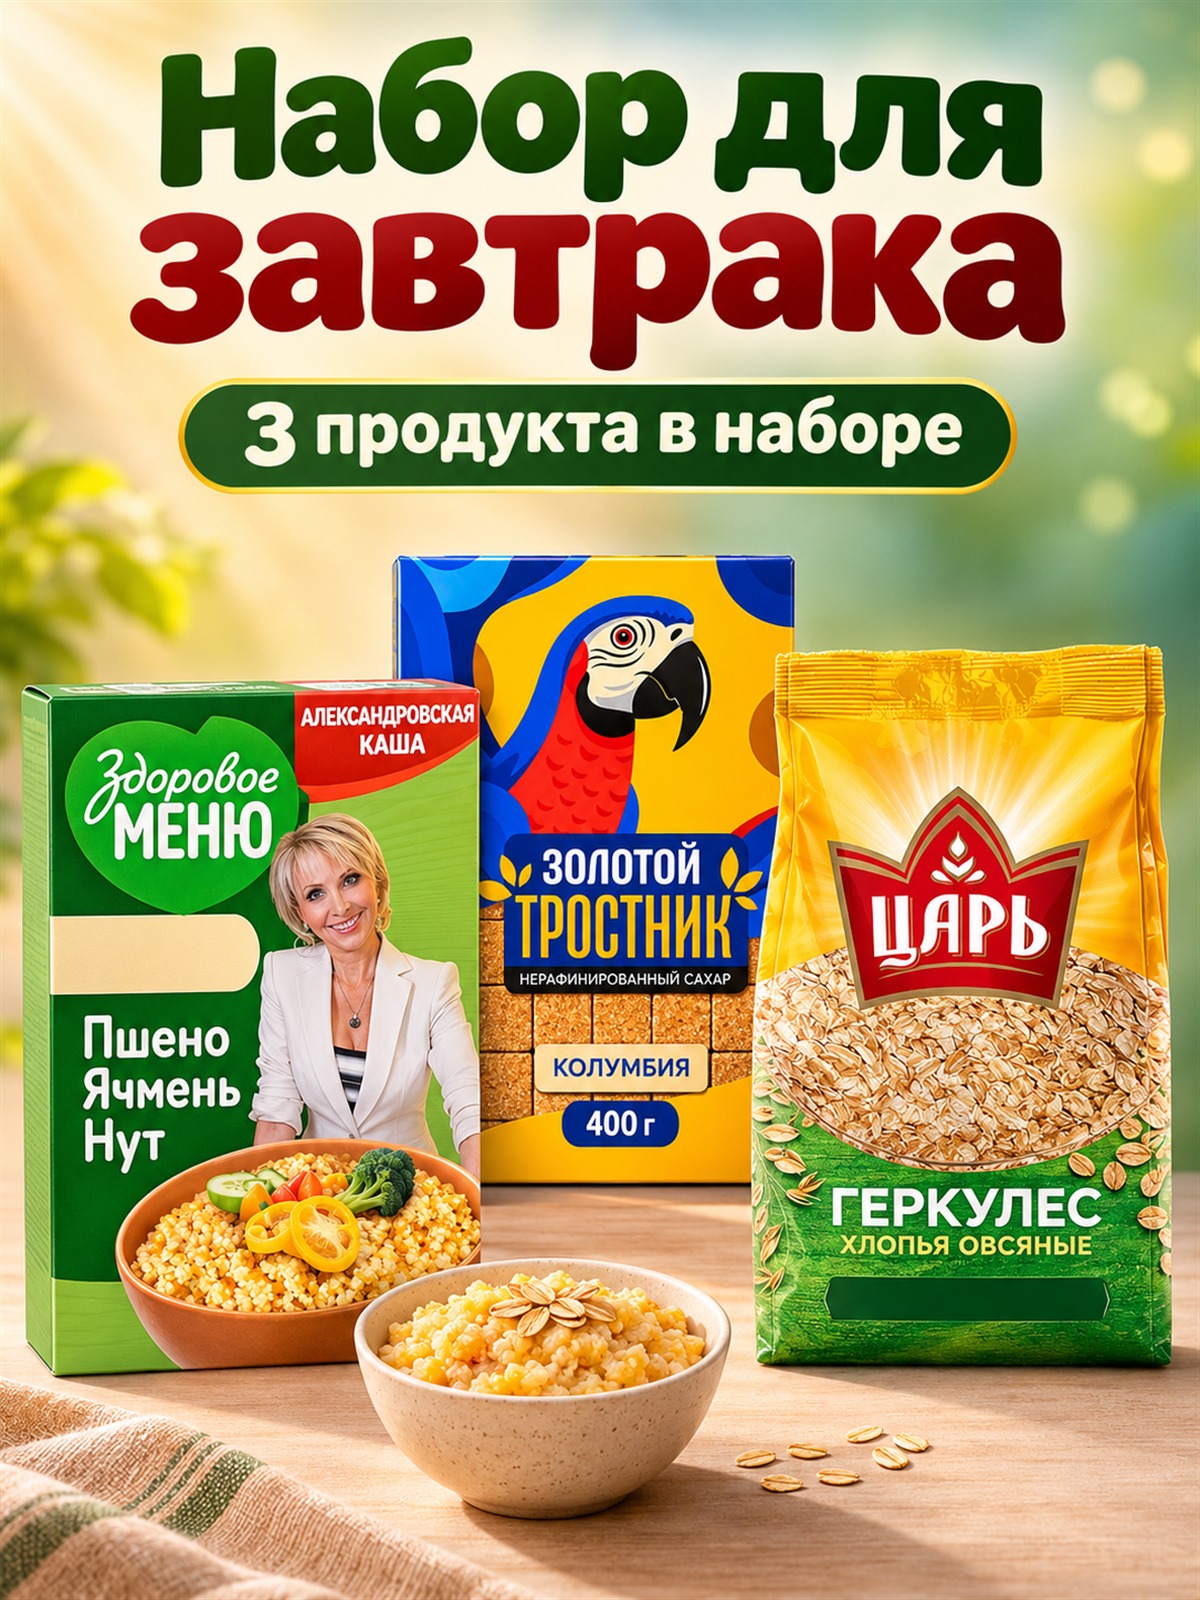 Набор для
завтрака
3 продукта в наборе
АЛЕКСАНДРОВСКАЯ
КАША
Здоровое
МЕНЮ
Пшено
Ячмень
Нут
ЗОЛОТОЙ
ТРОСТНИК
НЕРАФИНИРОВАННЫЙ САХАР
КОЛУМБИЯ
400 г
ЦАРЬ
ГЕРКУЛЕС
ХЛОПЬЯ ОВСЯНЫЕ